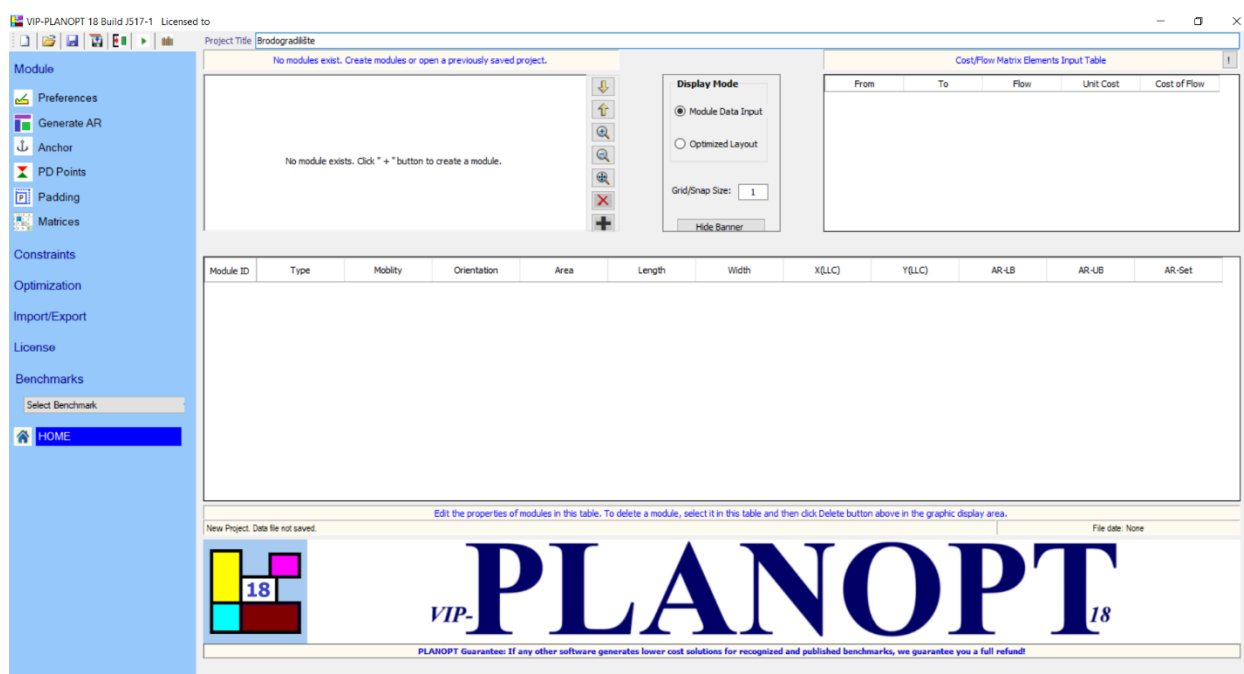 VIP-PLANOPT 18 Build J517-1 Licensed to
Project Title Brodogradilište
No modules exist. Create modules or open a previously saved project.
Cost/Flow Matrix Elements Input Table !
Module
Preferences
Generate AR
Anchor
PD Points
Padding
Matrices
Constraints
Optimization
Import/Export
License
Benchmarks
Select Benchmark
HOME
No module exists. Click " + " button to create a module.
Display Mode
Module Data Input
Optimized Layout
Grid/Snap Size: 1
Hide Banner
From To Flow Unit Cost Cost of Flow
Module ID Type Moblity Orientation Area Length Width X(LLC) Y(LLC) AR-LB AR-UB AR-Set
Edit the properties of modules in this table. To delete a module, select it in this table and then click Delete button above in the graphic display area.
New Project. Data file not saved. File date: None
18
VIP-PLANOPT 18
PLANOPT Guarantee: If any other software generates lower cost solutions for recognized and published benchmarks, we guarantee you a full refund!